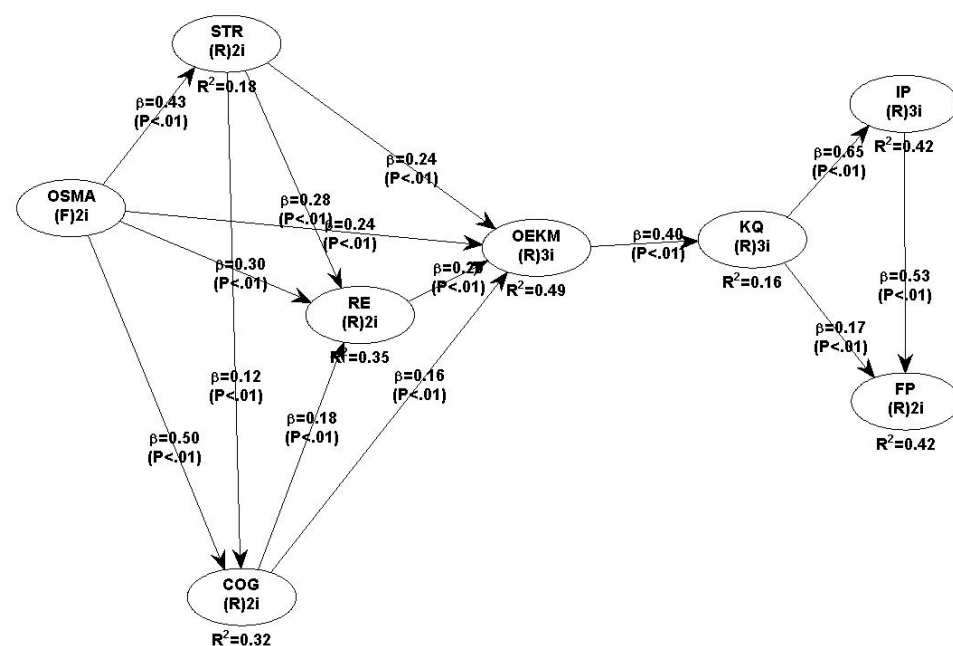 STR
(R)2i
R²=0.18
IP
(R)3i
R²=0.42
β=0.43
(P<.01)
β=0.24
(P<.01)
β=0.65
(P<.01)
OSMA
(F)2i
β=0.28
(P<.01)
β=0.24
(P<.01)
OEKM
(R)3i
R²=0.49
β=0.40
(P<.01)
KQ
(R)3i
R²=0.16
β=0.30
(P<.01)
(P<.01)
β=0.53
(P<.01)
RE
(R)2i
R²=0.35
β=0.17
(P<.01)
β=0.12
(P<.01)
β=0.16
(P<.01)
FP
(R)2i
R²=0.42
β=0.50
(P<.01)
β=0.18
(P<.01)
COG
(R)2i
R²=0.32